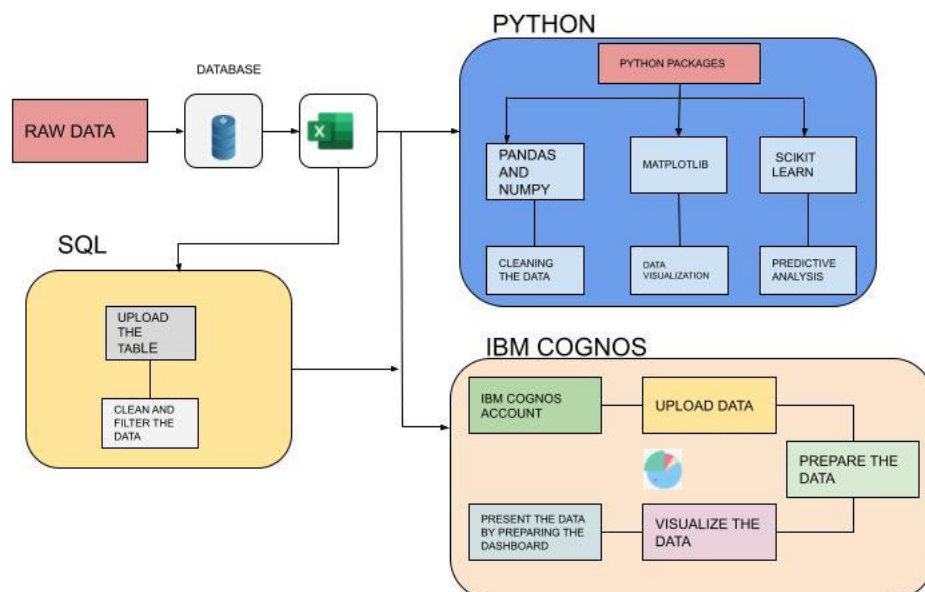 PYTHON
DATABASE
PYTHON PACKAGES
RAW DATA
X
PANDAS
AND
NUMPY
MATPLOTLIB
SCIKIT
LEARN
SQL
CLEANING
THE DATA
DATA
VISUALIZATION
PREDICTIVE
ANALYSIS
UPLOAD
THE
TABLE
CLEAN AND
FILTER THE
DATA
IBM COGNOS
IBM COGNOS
ACCOUNT
UPLOAD DATA
PREPARE THE
DATA
VISUALIZE THE
DATA
PRESENT THE DATA
BY PREPARING THE
DASHBOARD